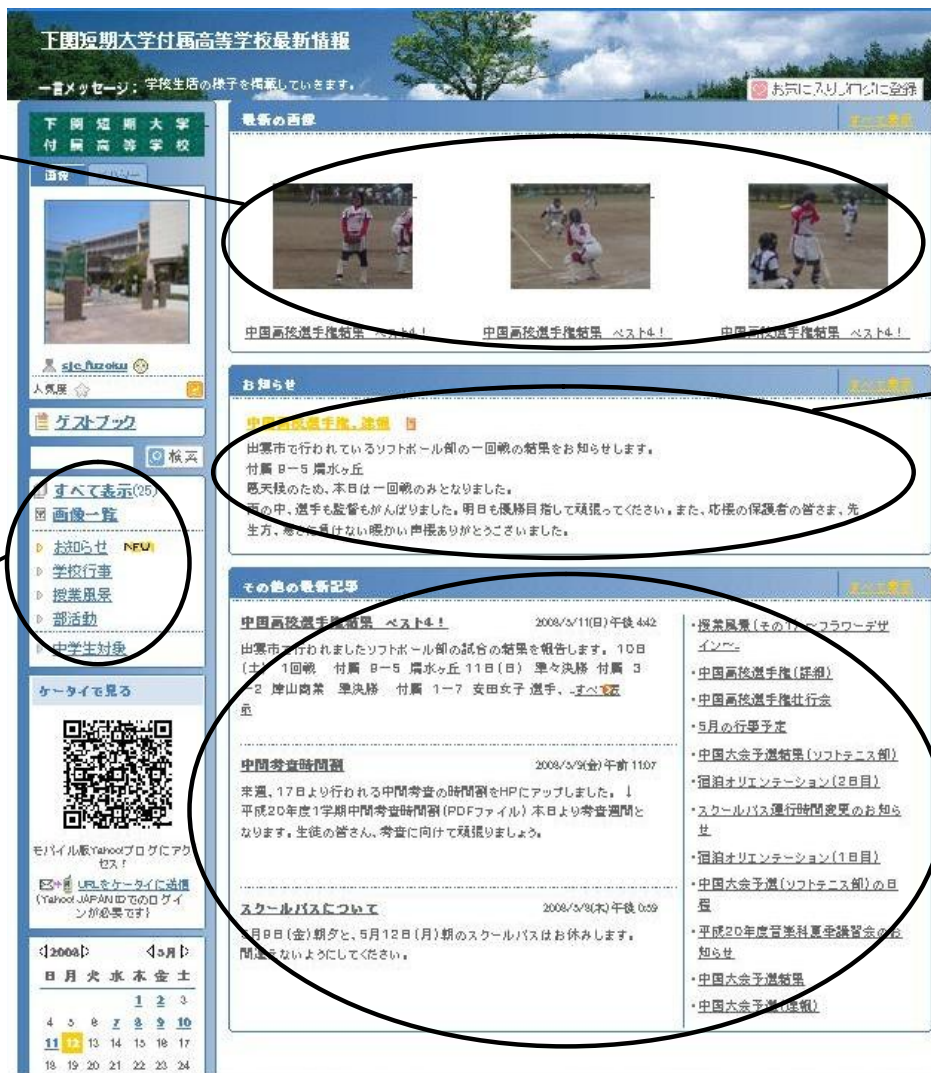 下関短期大学付属高等学校最新情報
一言メッセージ: 学校生活の様子を掲載していきます。
お気に入りブログに登録
下関短期大学
付属高等学校
画像
最新の画像
すべて表示
中国高校選手権結果 ベスト4!
中国高校選手権結果 ベスト4!
中国高校選手権結果 ベスト4!
sjc_fuzoku
人気度
ゲストブック
検索
すべて表示(25)
画像一覧
お知らせ NEW
学校行事
授業風景
部活動
中学生対象
ケータイで見る
モバイル版Yahoo!ブログにアクセス!
URLをケータイに送信
(Yahoo! JAPAN IDでのログインが必要です)
2008 5月
日 月 火 水 木 金 土
1 2 3
4 5 6 7 8 9 10
11 12 13 14 15 16 17
18 19 20 21 22 23 24
お知らせ
すべて表示
中国高校選手権、速報
出雲市で行われているソフトボール部の一回戦の結果をお知らせします。
付属 8-5
悪天候のため、本日は一回戦のみとなりました。
雨の中、選手も監督もがんばりました。明日も優勝目指して頑張ってください。また、応援の保護者の皆さま、先
生方、寒さに負けない暖かい声援ありがとうございました。
その他の最新記事
すべて表示
中国高校選手権結果 ベスト4! 2008/5/11(日) 午後 4:42
出雲市で行われましたソフトボール部の試合の結果を報告します。 10日
(土) 1回戦 付属 8-5 11日(日) 準々決勝 付属 3
-2 準決勝 付属 1-7 安田女子 選手、...すべて表
示
中間考査時間割 2008/5/9(金) 午前 11:07
来週、17日より行われる中間考査の時間割をHPにアップしました。 ↓
平成20年度1学期中間考査時間割(PDFファイル) 本日より考査週間と
なります。生徒の皆さん、考査に向けて頑張りましょう。
スクールバスについて 2008/5/8(木) 午後 0:59
5月9日(金)朝夕と、5月12日(月)朝のスクールバスはお休みします。
間違えないようにしてください。
・授業風景(その1)~フラワーデザ
イン~
・中国高校選手権(詳細)
・中国高校選手権壮行会
・5月の行事予定
・中国大会予選結果(ソフトテニス部)
・宿泊オリエンテーション(2日目)
・スクールバス運行時間変更のお知ら
せ
・宿泊オリエンテーション(1日目)
・中国大会予選(ソフトテニス部)の日
程
・平成20年度音楽科夏季講習会のお
知らせ
・中国大会予選結果
・中国大会予選(速報)